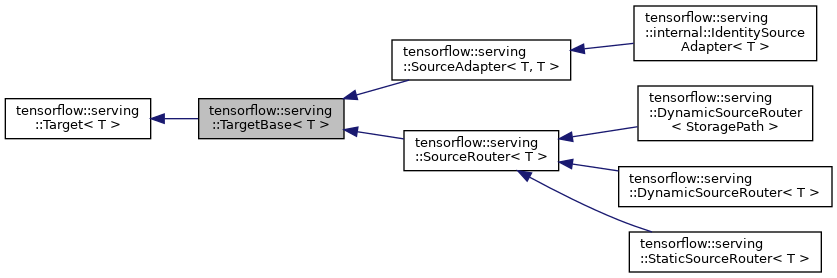 tensorflow::serving
::Target< T >
tensorflow::serving
::TargetBase< T >
tensorflow::serving
::SourceAdapter< T, T >
tensorflow::serving
::internal::IdentitySource
Adapter< T >
tensorflow::serving
::SourceRouter< T >
tensorflow::serving
::DynamicSourceRouter
< StoragePath >
tensorflow::serving
::DynamicSourceRouter< T >
tensorflow::serving
::StaticSourceRouter< T >